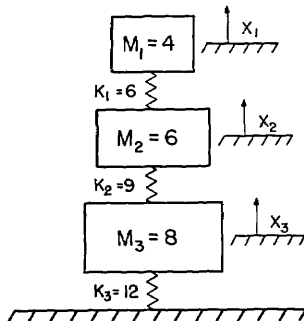 M₁ = 4
X₁
K₁ = 6
X₂
M₂ = 6
K₂ = 9
X₃
M₃ = 8
K₃ = 12